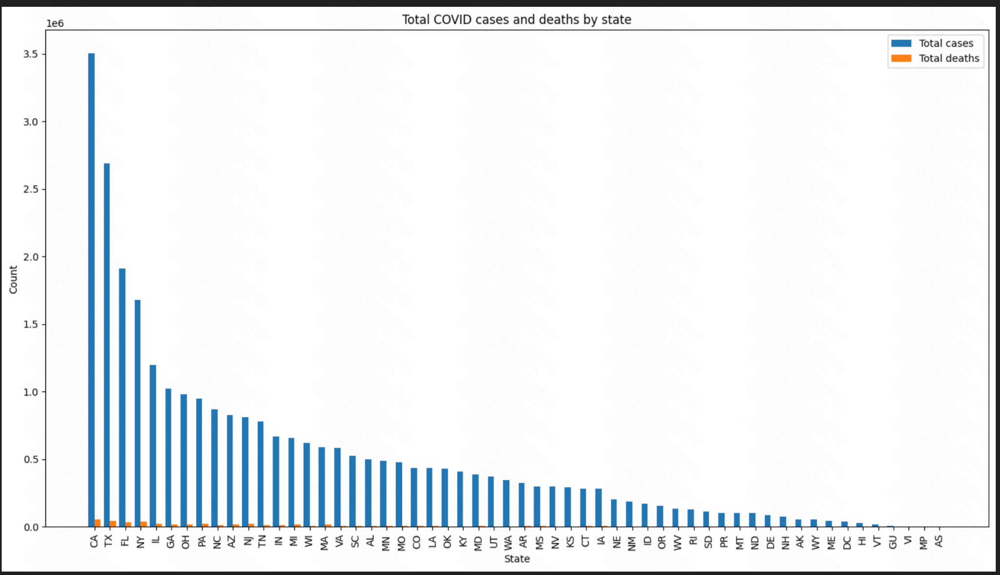 Total COVID cases and deaths by state
1e6
Total cases
Total deaths
3.5
3.0
2.5
2.0
1.5
1.0
0.5
0.0
Count
CA TX FL NY IL GA OH PA NC AZ NJ TN IN MI WI MA VA SC AL MN MO CO LA OK KY MD UT WA AR MS NV KS CT IA NE NM ID OR WV RI SD PR MT ND DE NH AK WY ME DC HI VT GU VI MP AS
State